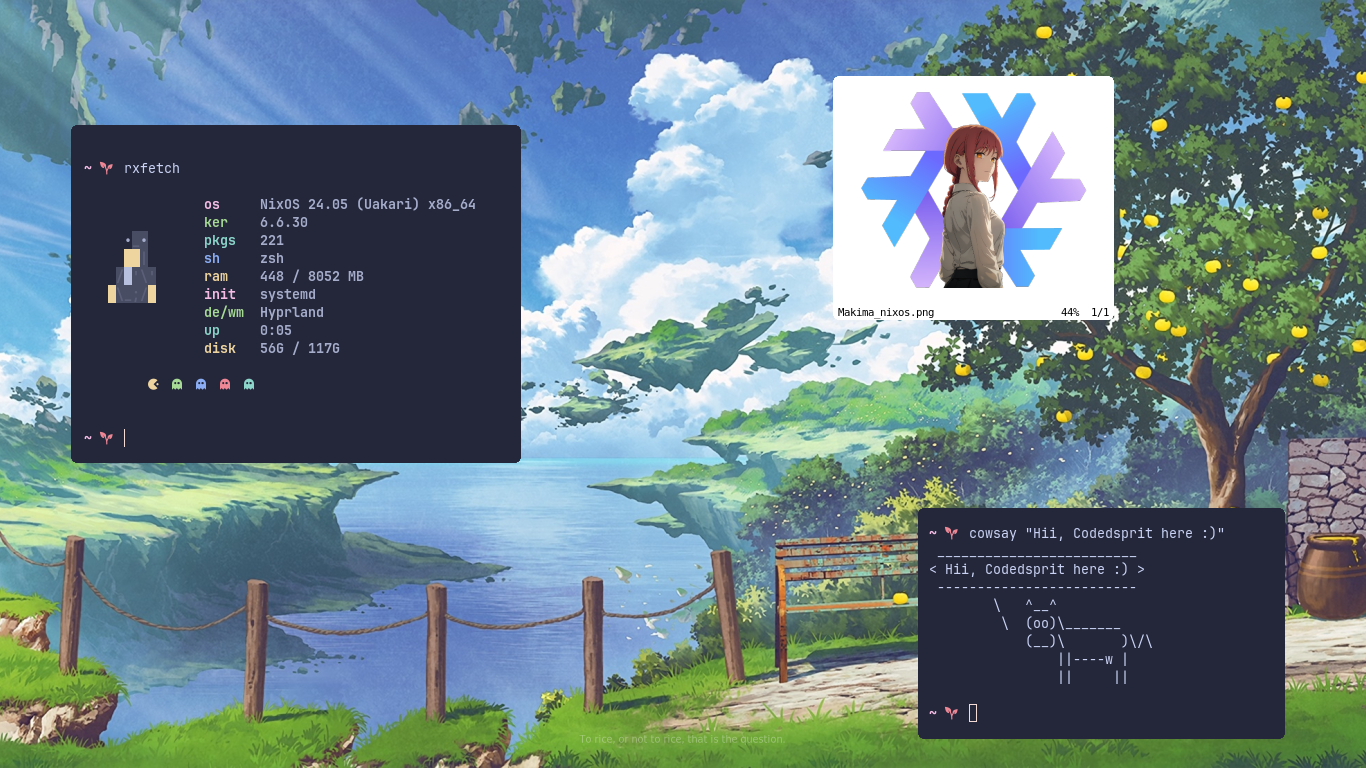 ~ rxfetch
os NixOS 24.05 (Uakari) x86_64
ker 6.6.30
pkgs 221
sh zsh
ram 448 / 8052 MB
init systemd
de/wm Hyprland
up 0:05
disk 56G / 117G
~
Makima_nixos.png 44% 1/1
~ cowsay "Hii, Codedsprit here :)"
 _________________________
< Hii, Codedsprit here :) >
 -------------------------
        \   ^__^
         \  (oo)\_______
            (__)\       )\/\
                ||----w |
                ||     ||
~
To rice, or not to rice, that is the question.